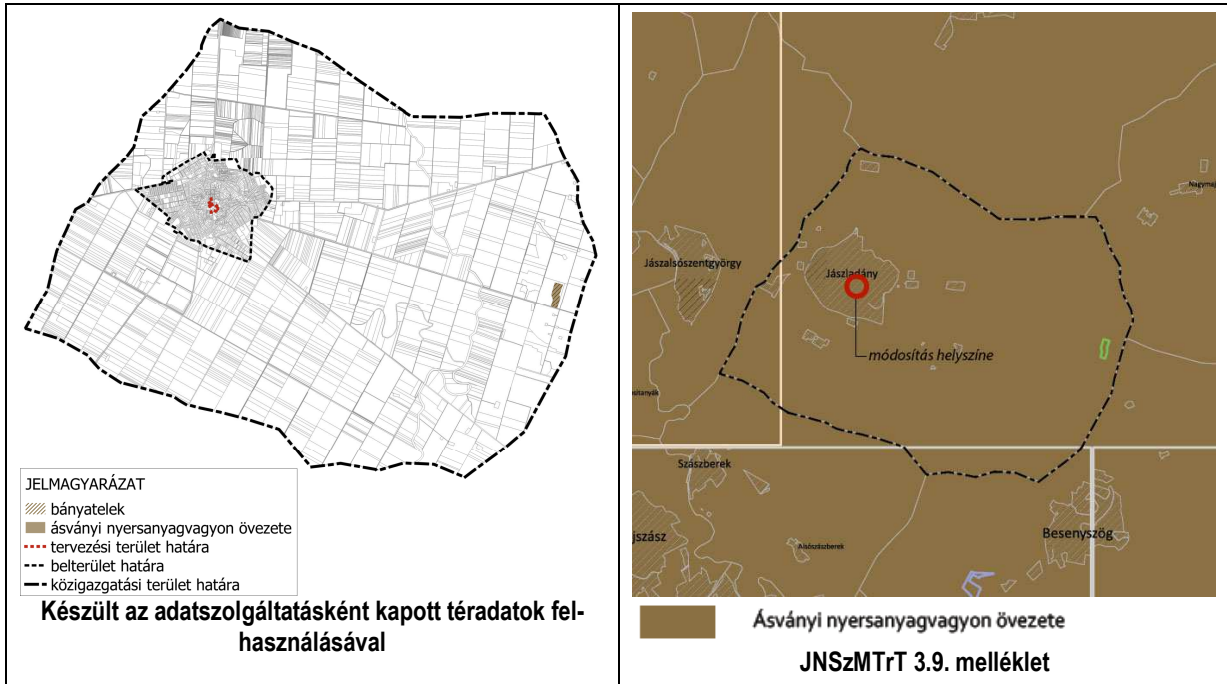 JELMAGYARÁZAT
bányatelek
ásványi nyersanyagvagyon övezete
tervezési terület határa
belterület határa
közigazgatási terület határa
Készült az adatszolgáltatásként kapott téradatok fel-
használásával
Nagymaj
Jászalsószentgyörgy
Jászladány
módosítás helyszíne
Szászberek
jszász
Alsószászberek
Besenyszög
Ásványi nyersanyagvagyon övezete
JNSzMTrT 3.9. melléklet